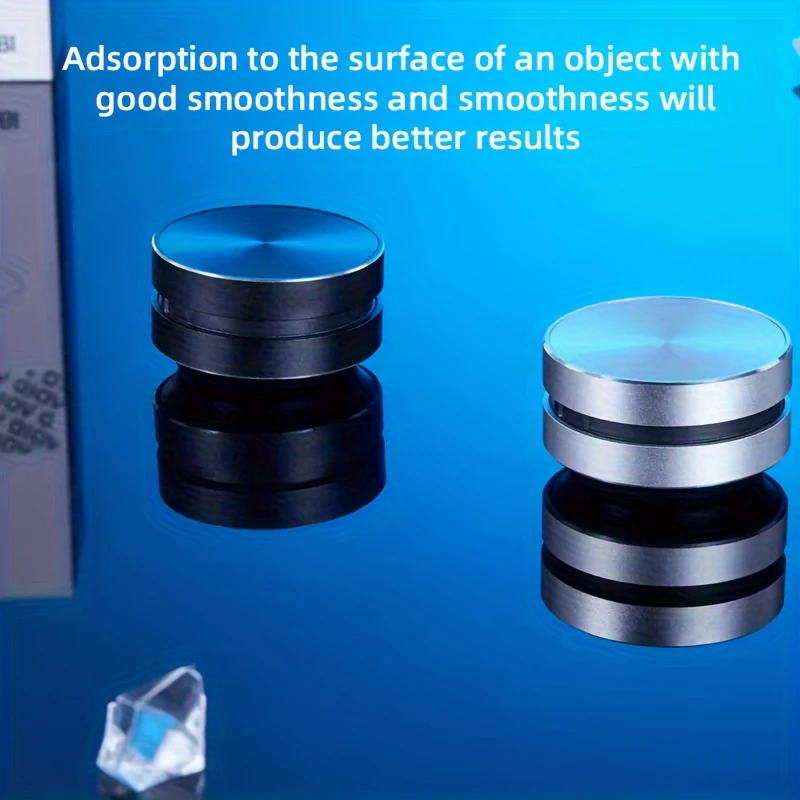 Adsorption to the surface of an object with
good smoothness and smoothness will
produce better results